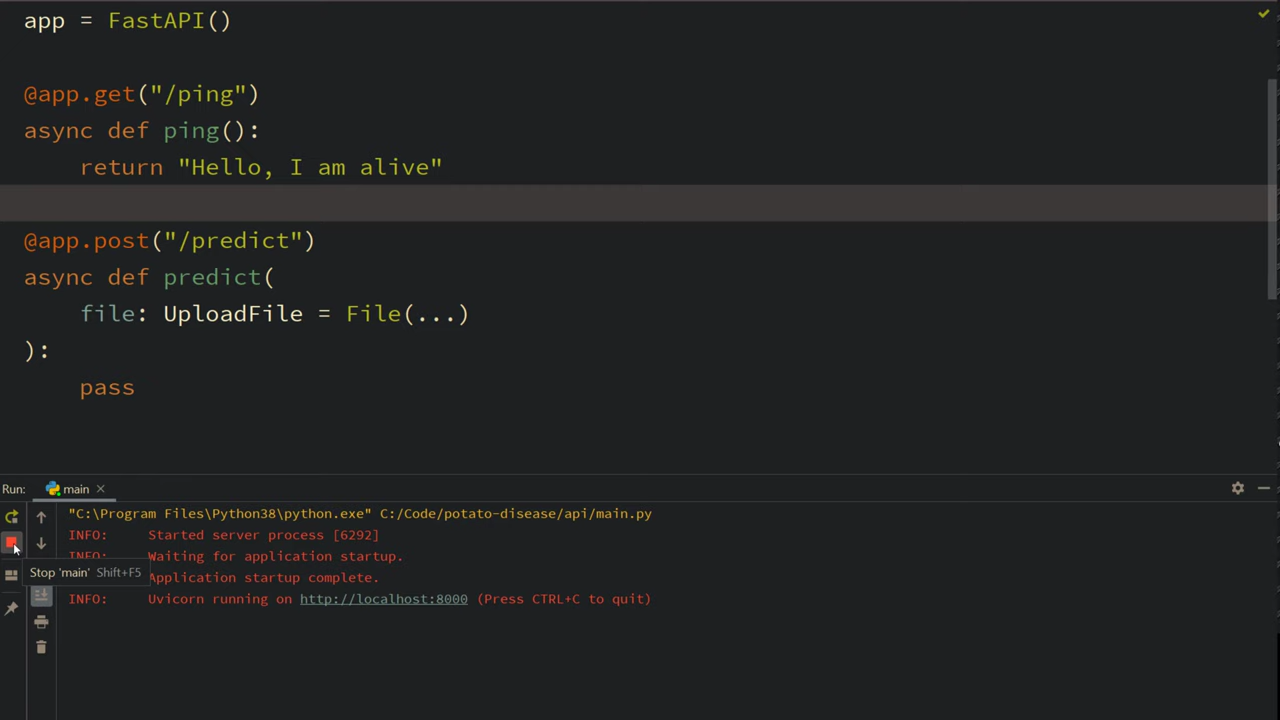 app = FastAPI()
@app.get("/ping")
async def ping():
    return "Hello, I am alive"
@app.post("/predict")
async def predict(
    file: UploadFile = File(...)
):
    pass
Run: main
"C:\Program Files\Python38\python.exe" C:/Code/potato-disease/api/main.py
INFO: Started server process [6292]
INFO: Waiting for application startup.
Application startup complete.
Stop 'main' Shift+F5
INFO: Uvicorn running on http://localhost:8000 (Press CTRL+C to quit)